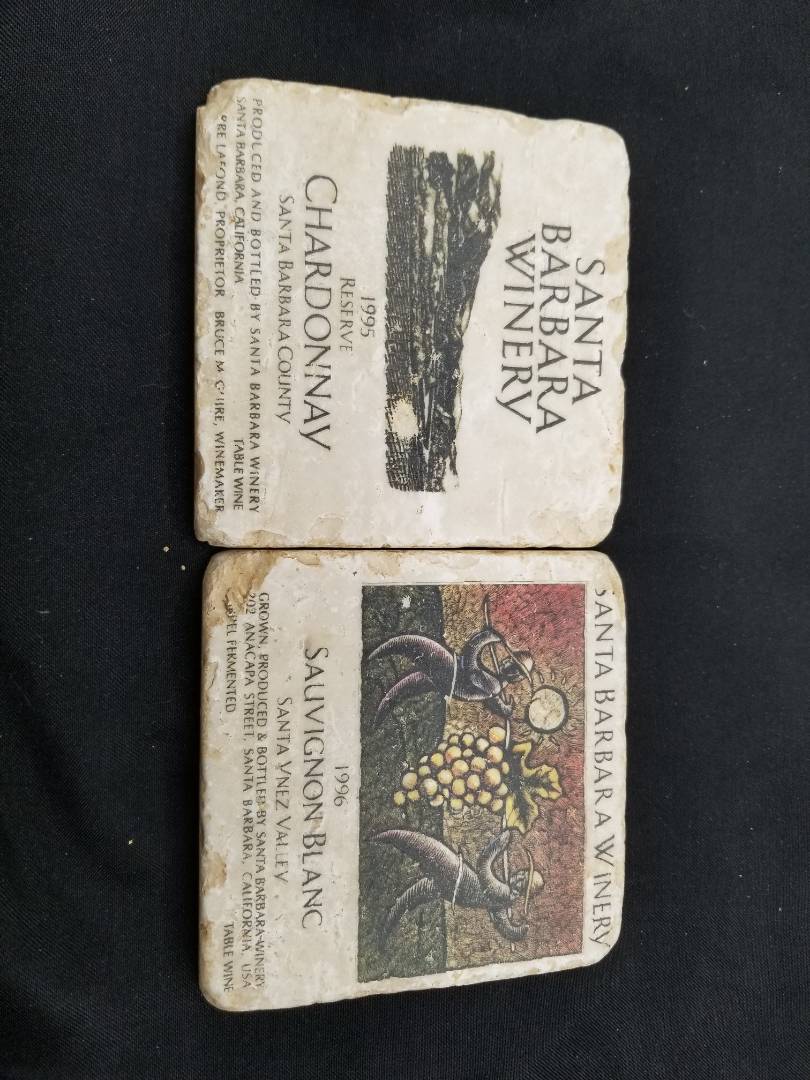 SANTA
BARBARA
WINERY
1995
RESERVE
CHARDONNAY
SANTA BARBARA COUNTY
TABLE WINE
PRODUCED AND BOTTLED BY SANTA BARBARA WINERY
SANTA BARBARA, CALIFORNIA
LAFOND, PROPRIETOR BRUCE WINEMAKER
SANTA BARBARA WINERY
1996
SAUVIGNON BLANC
SANTA YNEZ VALLEY
GROWN, PRODUCED & BOTTLED BY SANTA BARBARA WINERY
202 ANACAPA STREET, SANTA BARBARA, CALIFORNIA, USA
FERMENTED TABLE WINE